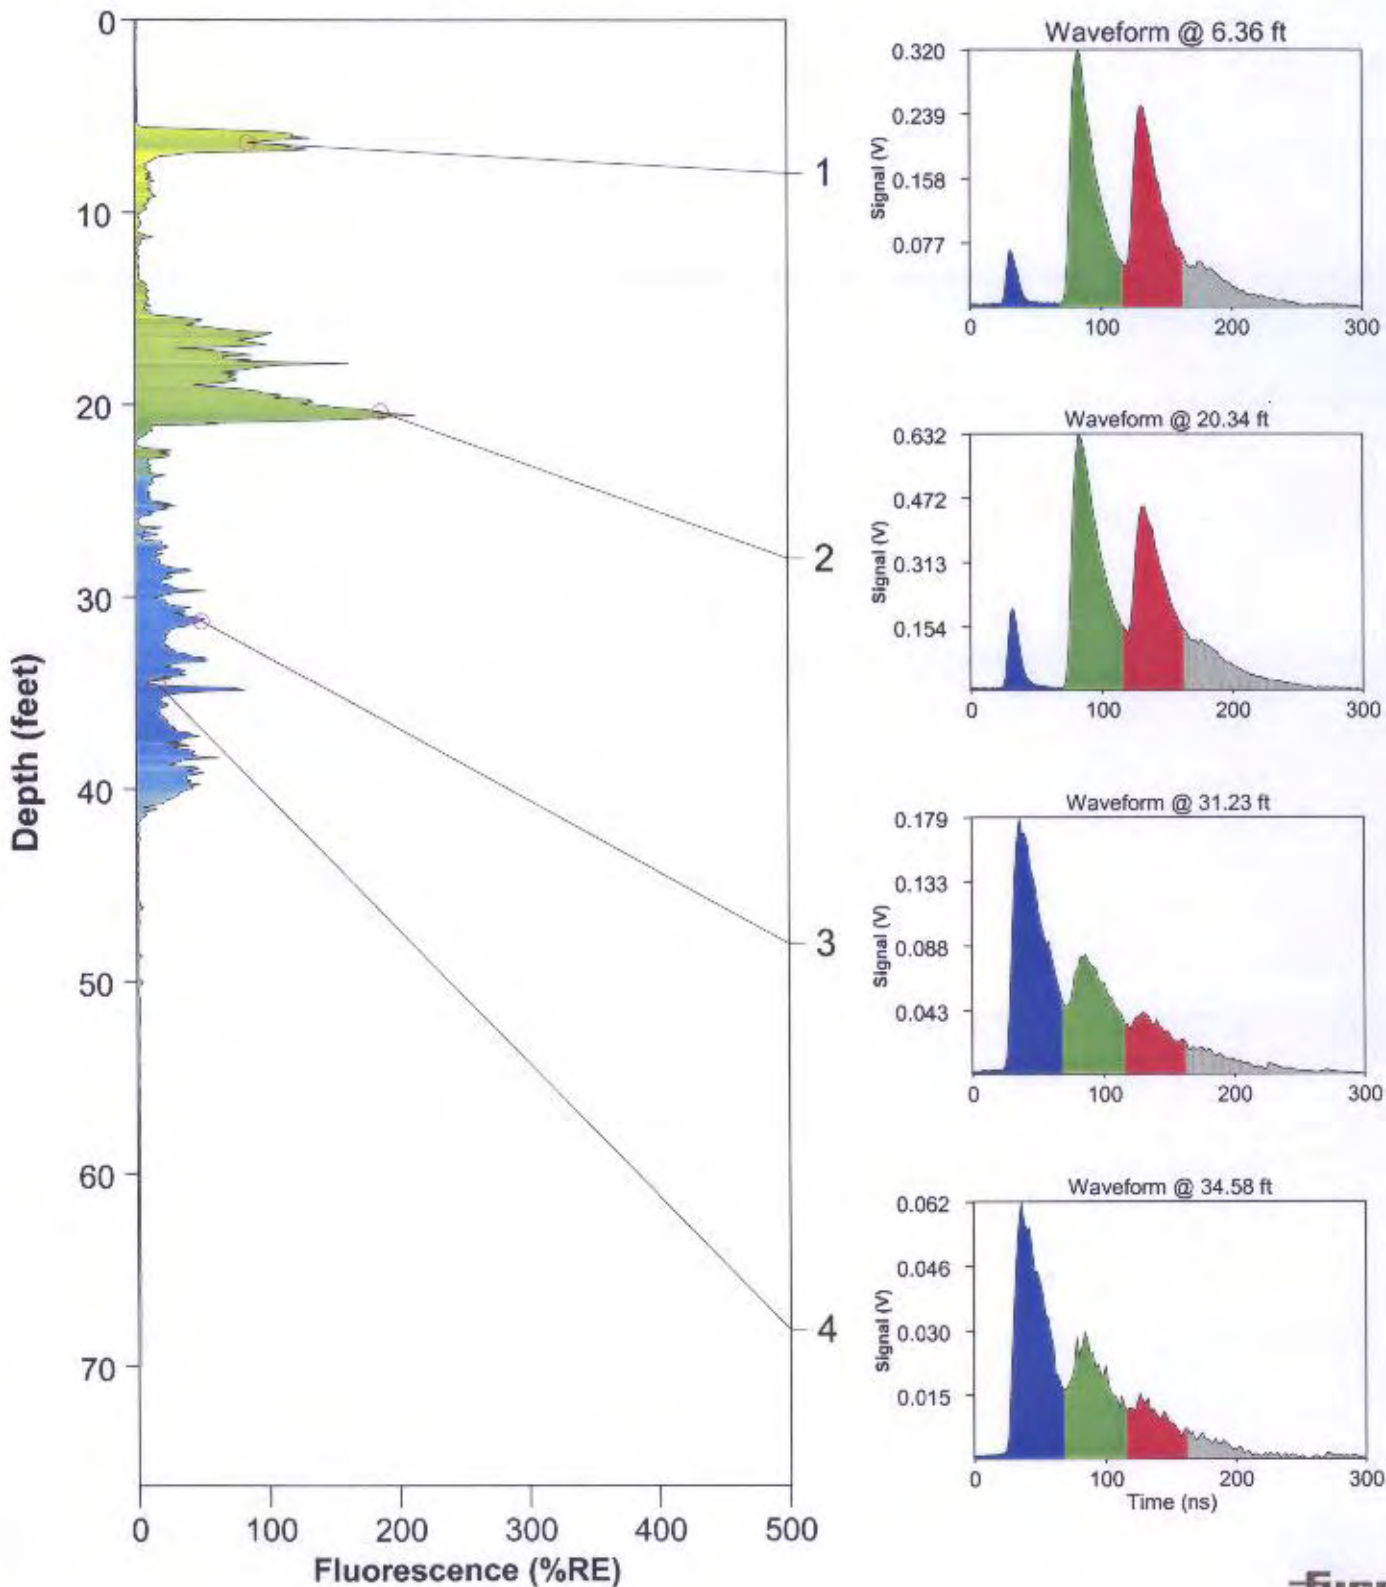 0
10
20
30
40
50
60
70
Depth (feet)
0 100 200 300 400 500
Fluorescence (%RE)
1
2
3
4
Waveform @ 6.36 ft
0.320
0.239
0.158
0.077
Signal (V)
0 100 200 300
Waveform @ 20.34 ft
0.632
0.472
0.313
0.154
Signal (V)
0 100 200 300
Waveform @ 31.23 ft
0.179
0.133
0.088
0.043
Signal (V)
0 100 200 300
Waveform @ 34.58 ft
0.062
0.046
0.030
0.015
Signal (V)
0 100 200 300
Time (ns)